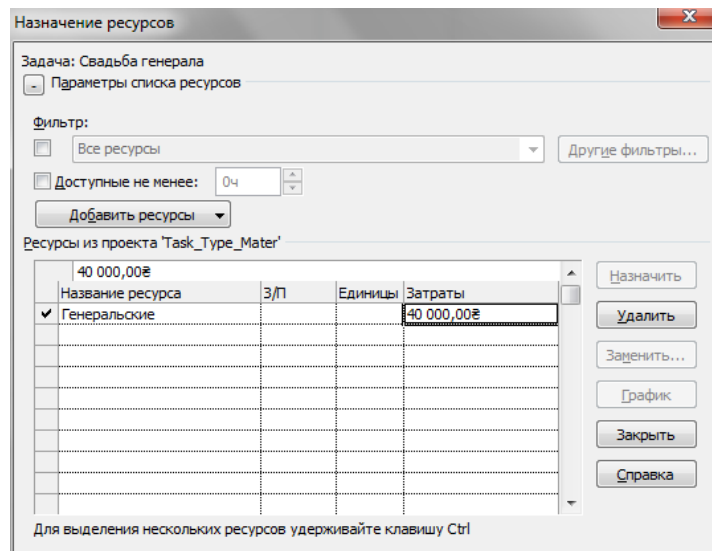 Назначение ресурсов
Задача: Свадьба генерала
- Параметры списка ресурсов
Фильтр:
Все ресурсы
Другие фильтры...
Доступные не менее: 0ч
Добавить ресурсы
Ресурсы из проекта 'Task_Type_Mater'
40 000,00₴
Назначить
Название ресурса З/П Единицы Затраты
Генеральские 40 000,00₴
Удалить
Заменить...
График
Закрыть
Справка
Для выделения нескольких ресурсов удерживайте клавишу Ctrl